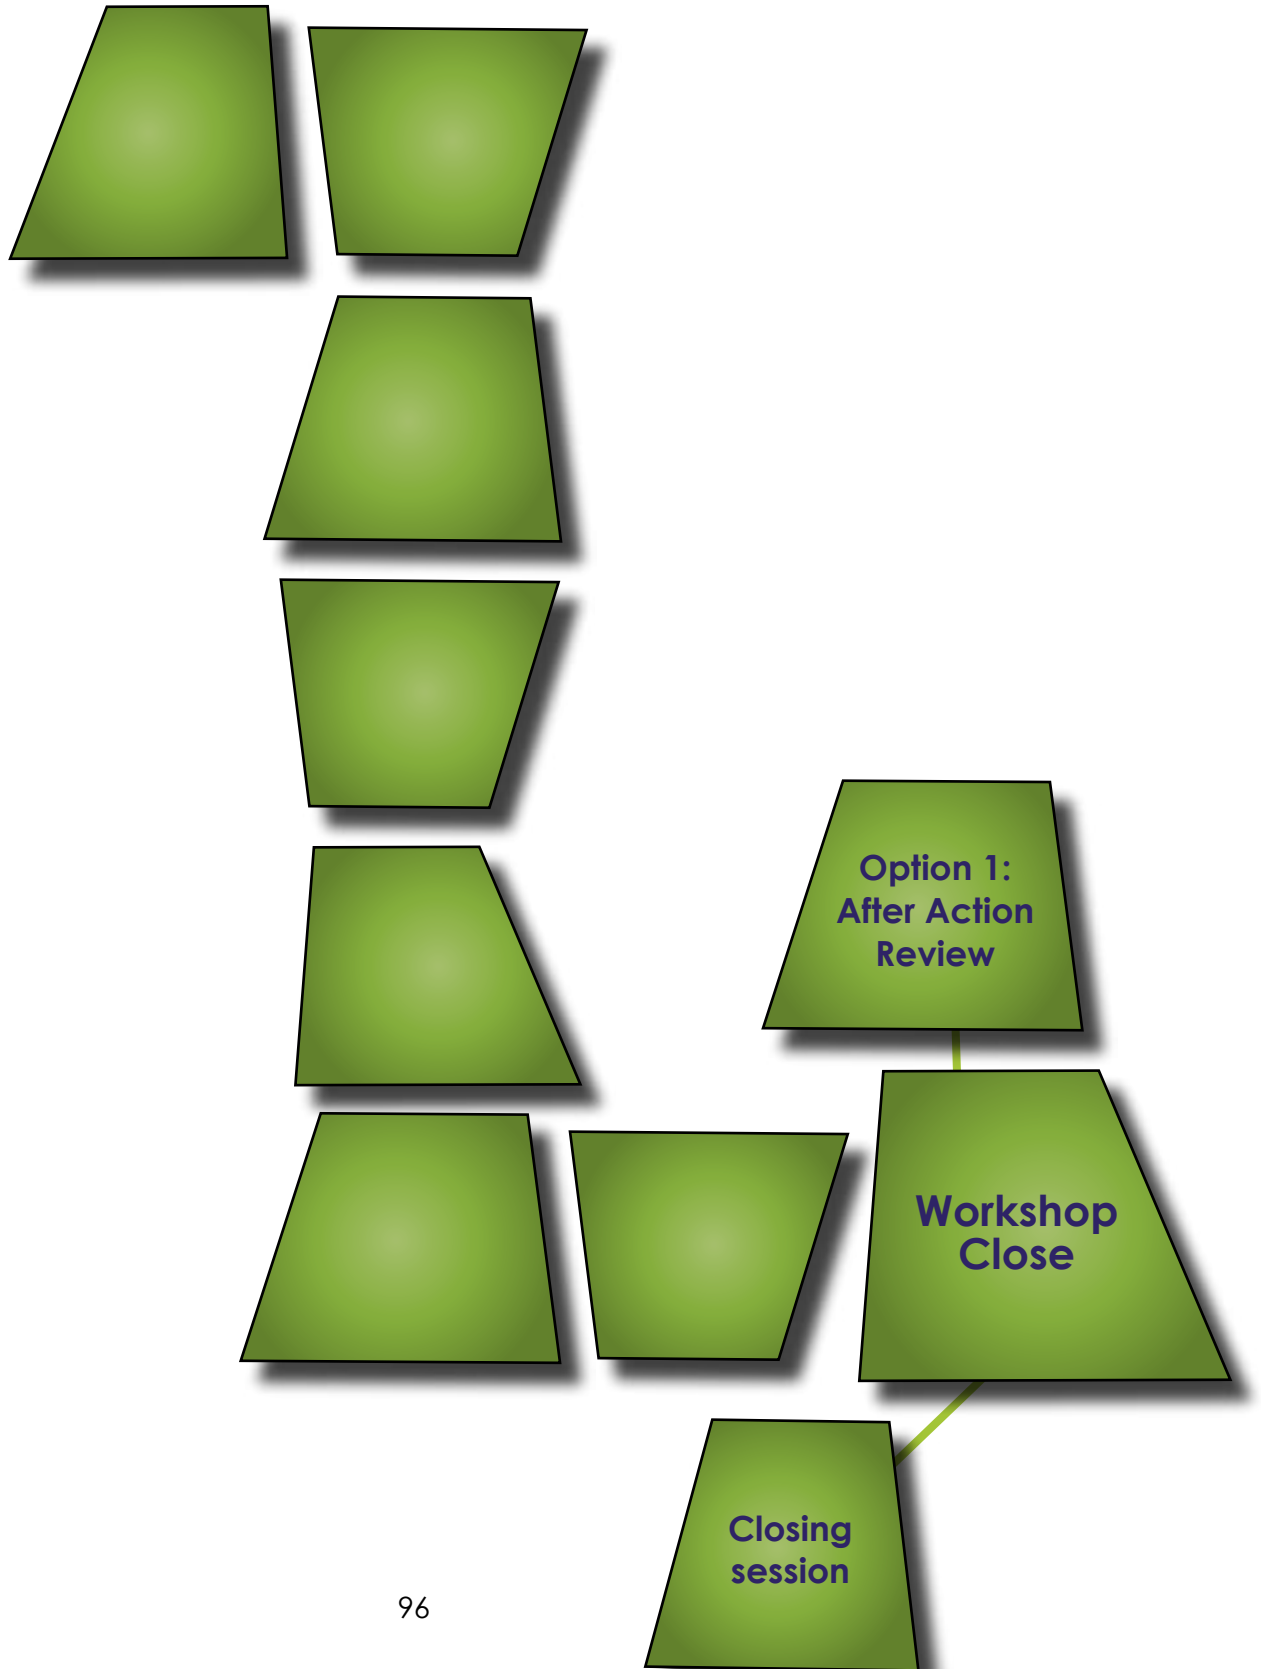 Option 1:
After Action
Review
Workshop
Close
Closing
session
96